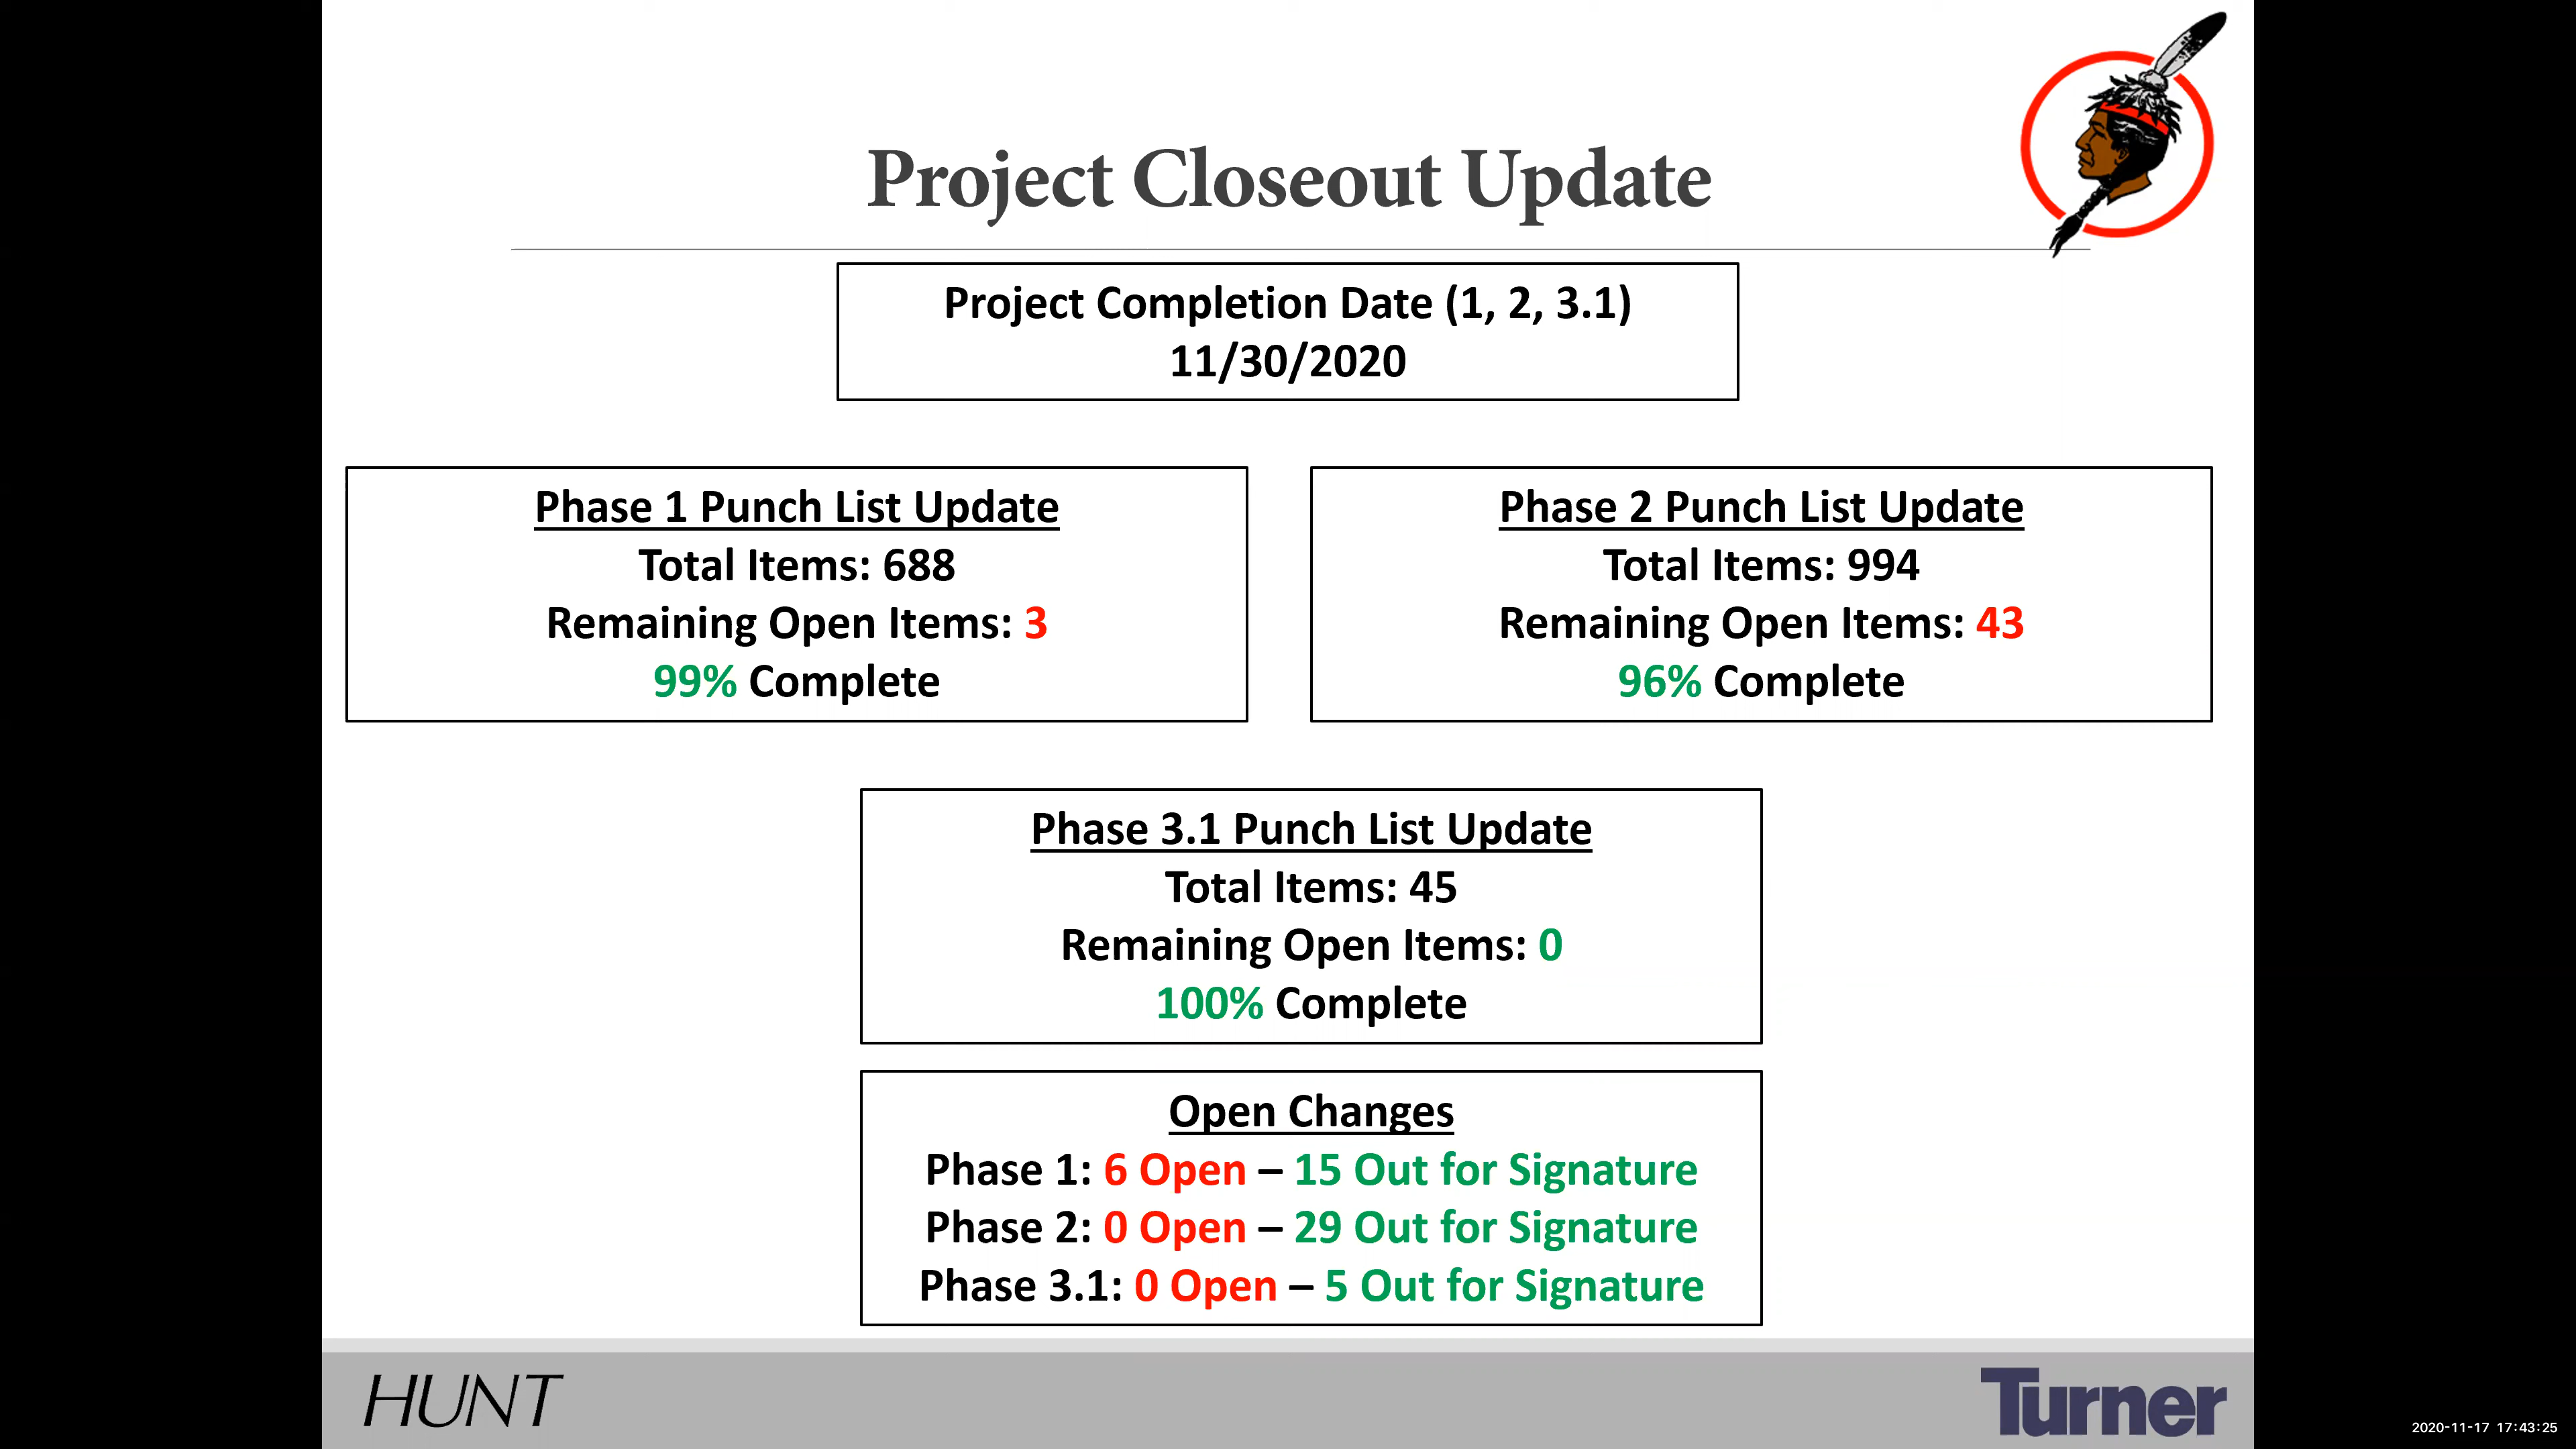 Project Closeout Update
Project Completion Date (1, 2, 3.1)
11/30/2020
Phase 1 Punch List Update
Total Items: 688
Remaining Open Items: 3
99% Complete
Phase 2 Punch List Update
Total Items: 994
Remaining Open Items: 43
96% Complete
Phase 3.1 Punch List Update
Total Items: 45
Remaining Open Items: 0
100% Complete
Open Changes
Phase 1: 6 Open – 15 Out for Signature
Phase 2: 0 Open – 29 Out for Signature
Phase 3.1: 0 Open – 5 Out for Signature
HUNT
Turner
2020-11-17 17:43:25